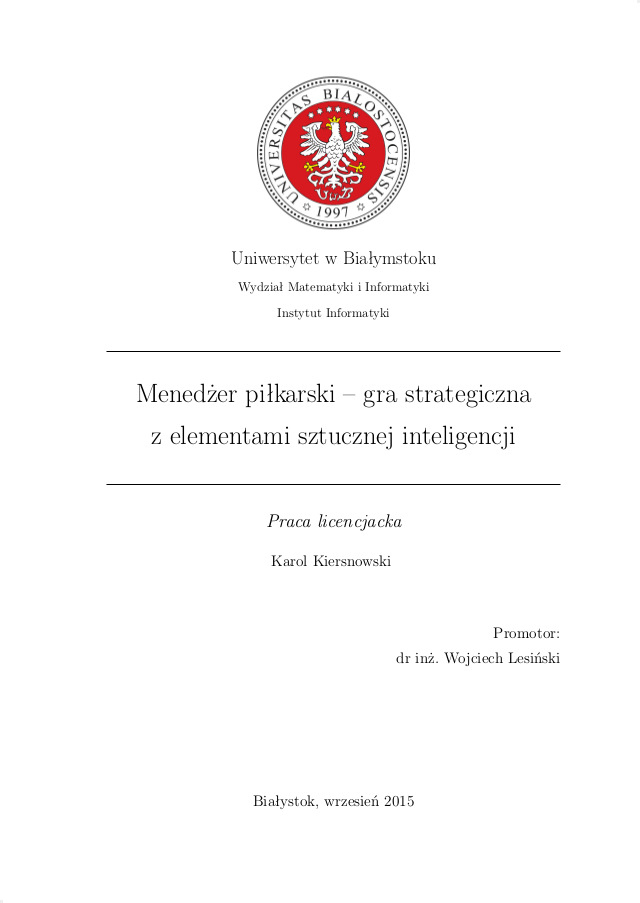 UNIVERSITAS BIALOSTOCENSIS
1997
Uniwersytet w Białymstoku
Wydział Matematyki i Informatyki
Instytut Informatyki
Menedżer piłkarski – gra strategiczna
z elementami sztucznej inteligencji
Praca licencjacka
Karol Kiersnowski
Promotor:
dr inż. Wojciech Lesiński
Białystok, wrzesień 2015